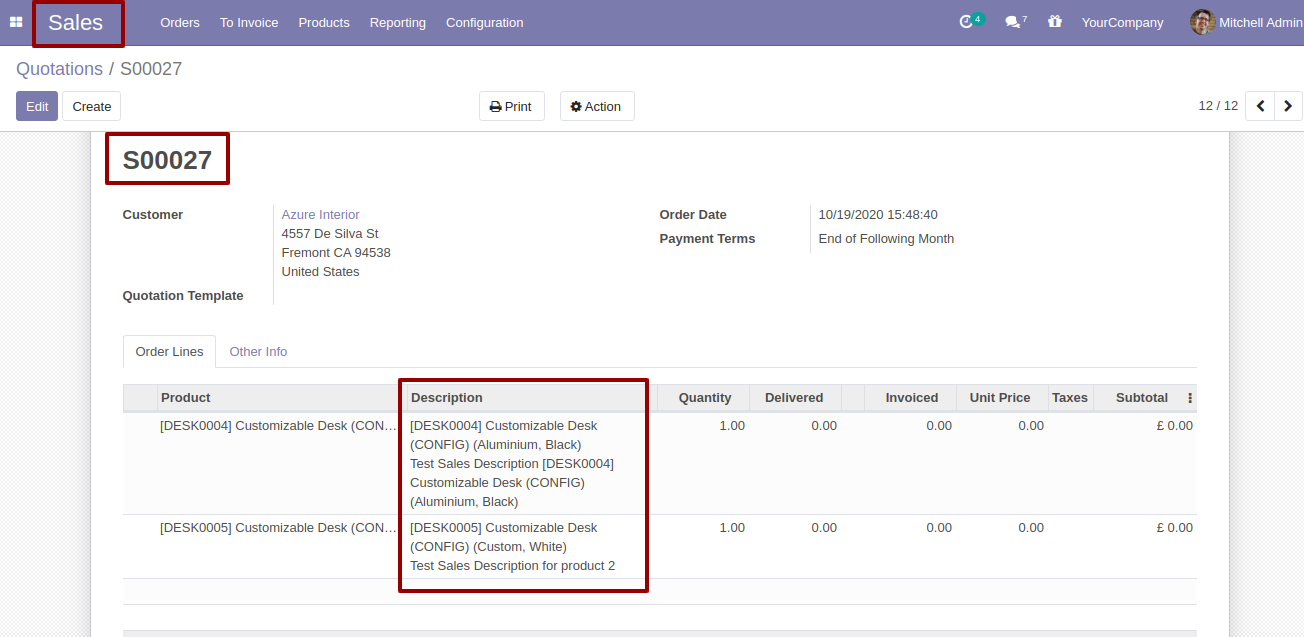 Sales Orders To Invoice Products Reporting Configuration 4 7 YourCompany Mitchell Admin
Quotations / S00027
Edit Create Print Action 12 / 12
S00027
Customer Azure Interior Order Date 10/19/2020 15:48:40
4557 De Silva St
Payment Terms End of Following Month
Fremont CA 94538
United States
Quotation Template
Order Lines Other Info
Product Description Quantity Delivered Invoiced Unit Price Taxes Subtotal
[DESK0004] Customizable Desk (CON… [DESK0004] Customizable Desk 1.00 0.00 0.00 0.00 £ 0.00
(CONFIG) (Aluminium, Black)
Test Sales Description [DESK0004]
Customizable Desk (CONFIG)
(Aluminium, Black)
[DESK0005] Customizable Desk (CON… [DESK0005] Customizable Desk 1.00 0.00 0.00 0.00 £ 0.00
(CONFIG) (Custom, White)
Test Sales Description for product 2